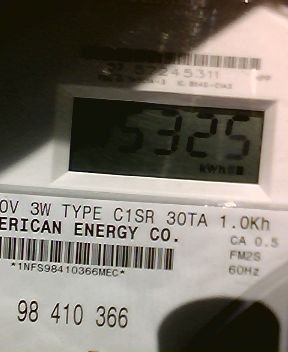 5325
kWh
0V 3W TYPE C1SR 30TA 1.0Kh
ERICAN ENERGY CO.
CA 0.5
FM2S
*1NFS98410366MEC*
60Hz
98 410 366